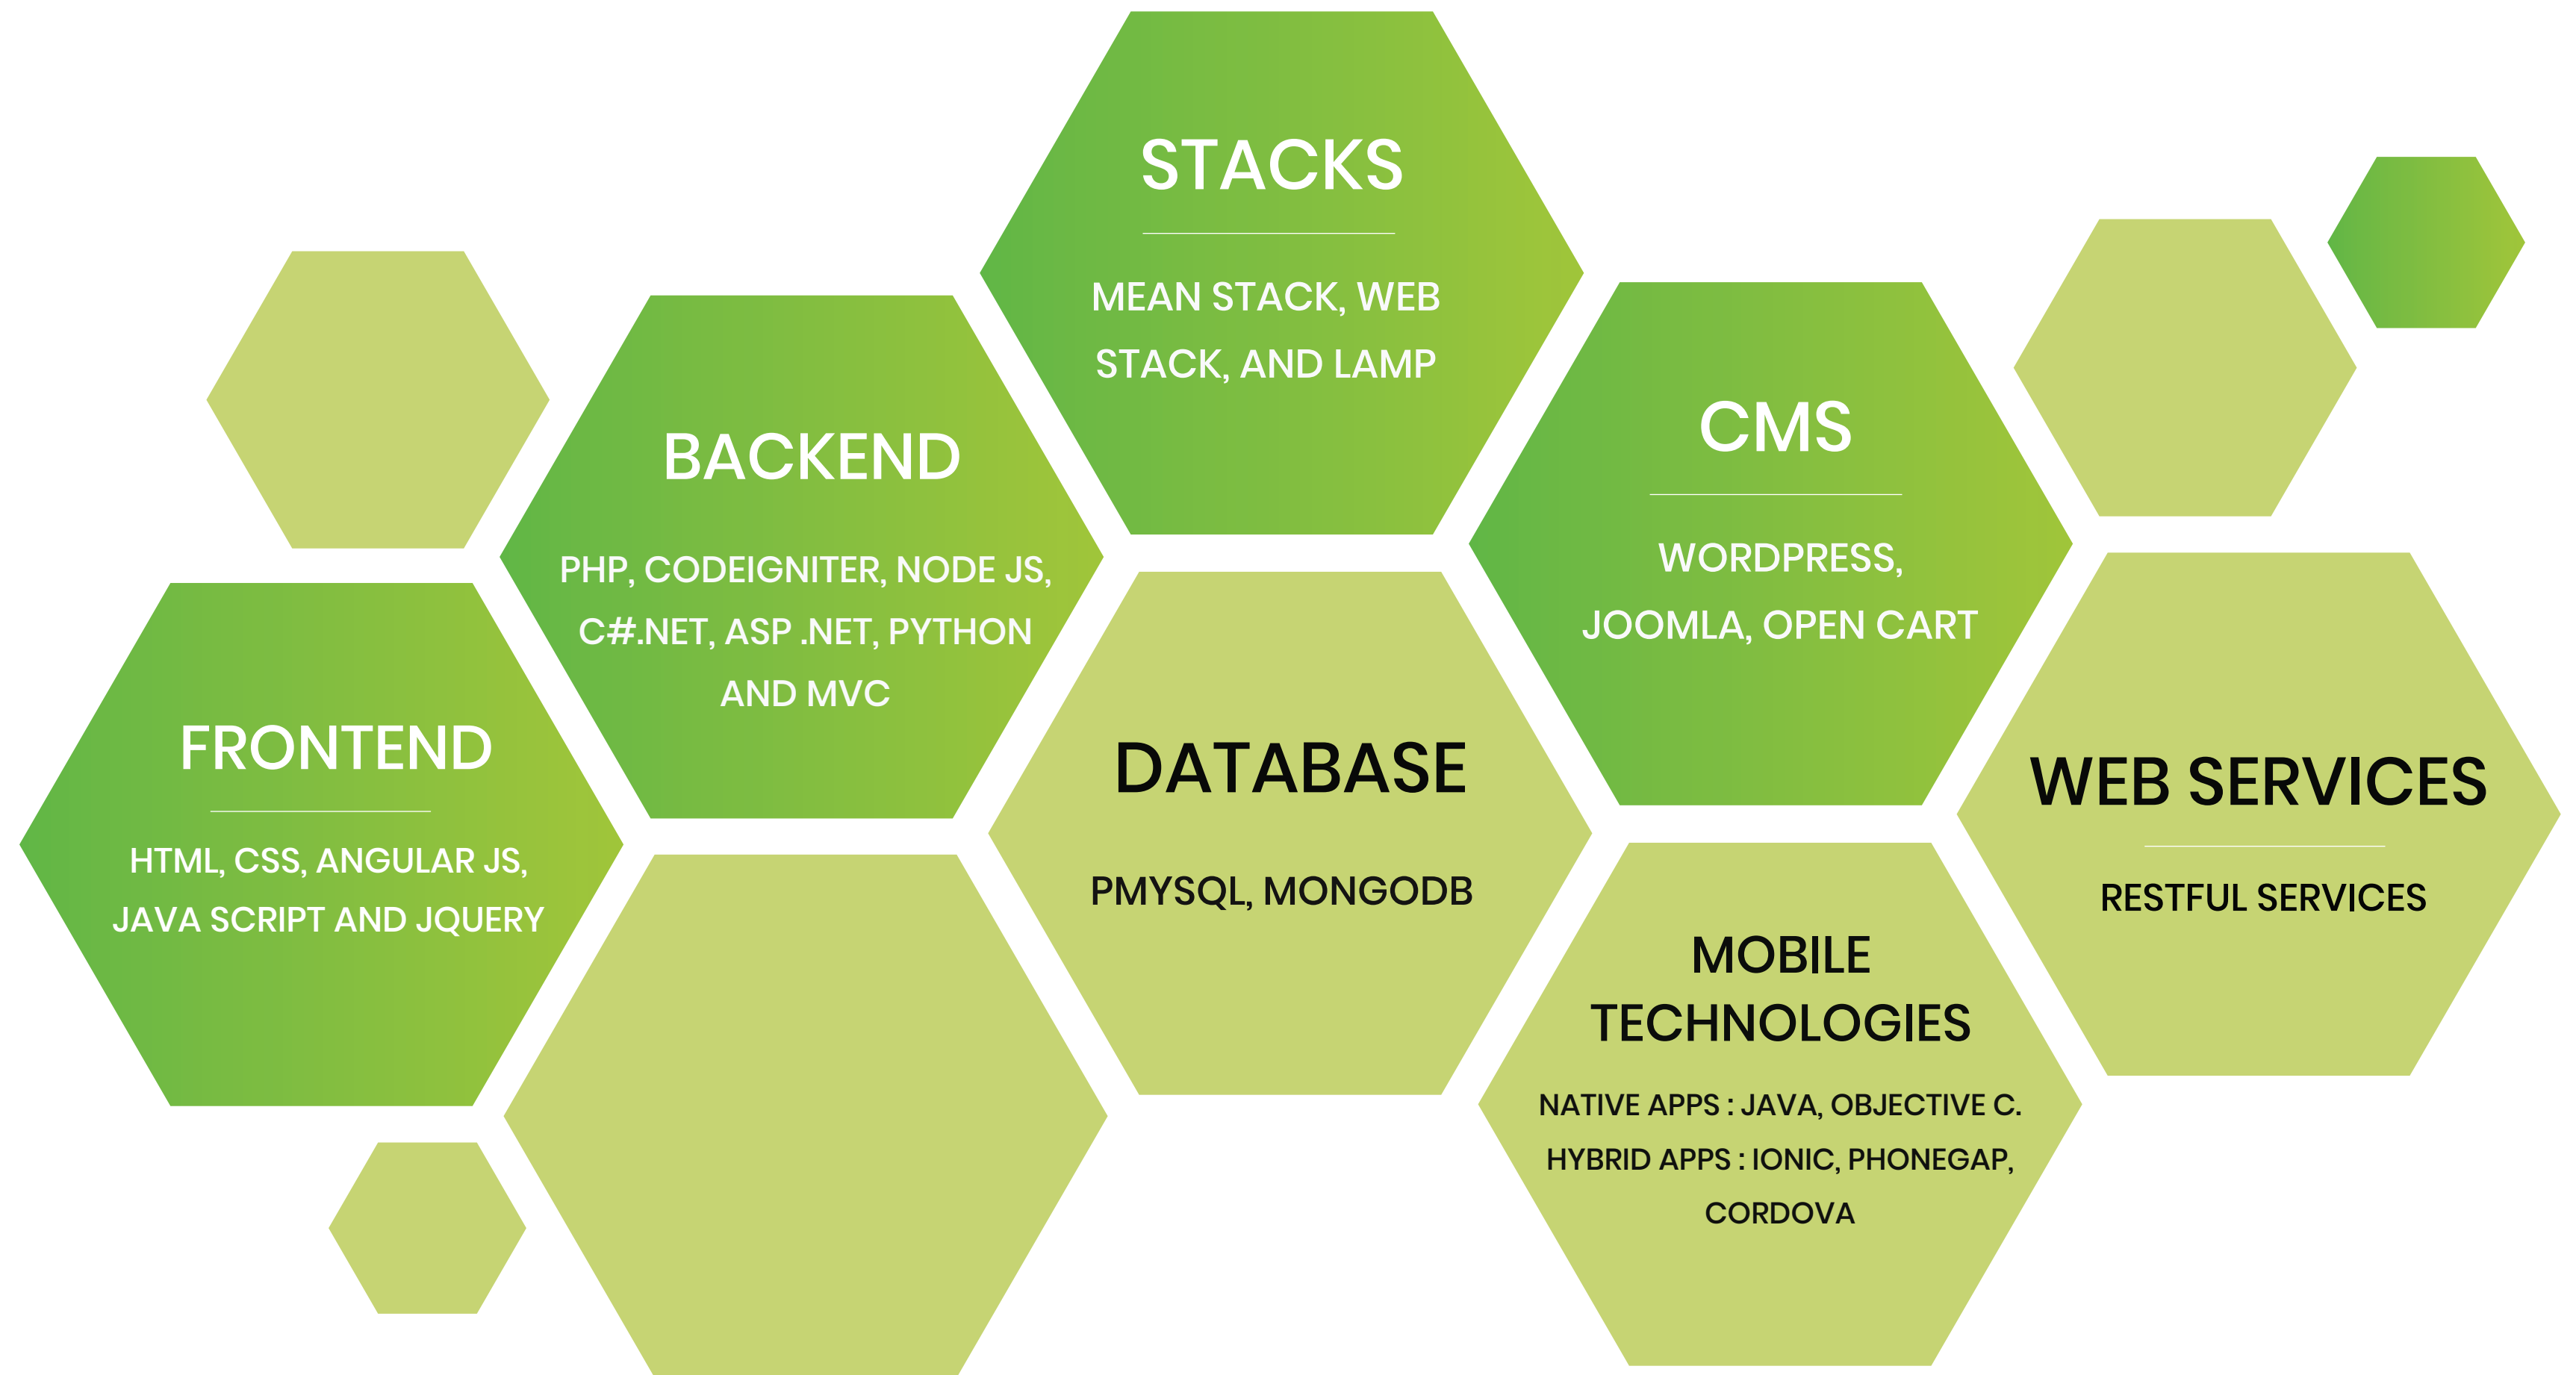 STACKS
MEAN STACK, WEB
STACK, AND LAMP
BACKEND
PHP, CODEIGNITER, NODE JS,
C#.NET, ASP .NET, PYTHON
AND MVC
CMS
WORDPRESS,
JOOMLA, OPEN CART
FRONTEND
HTML, CSS, ANGULAR JS,
JAVA SCRIPT AND JQUERY
DATABASE
PMYSQL, MONGODB
WEB SERVICES
RESTFUL SERVICES
MOBILE
TECHNOLOGIES
NATIVE APPS : JAVA, OBJECTIVE C.
HYBRID APPS : IONIC, PHONEGAP,
CORDOVA